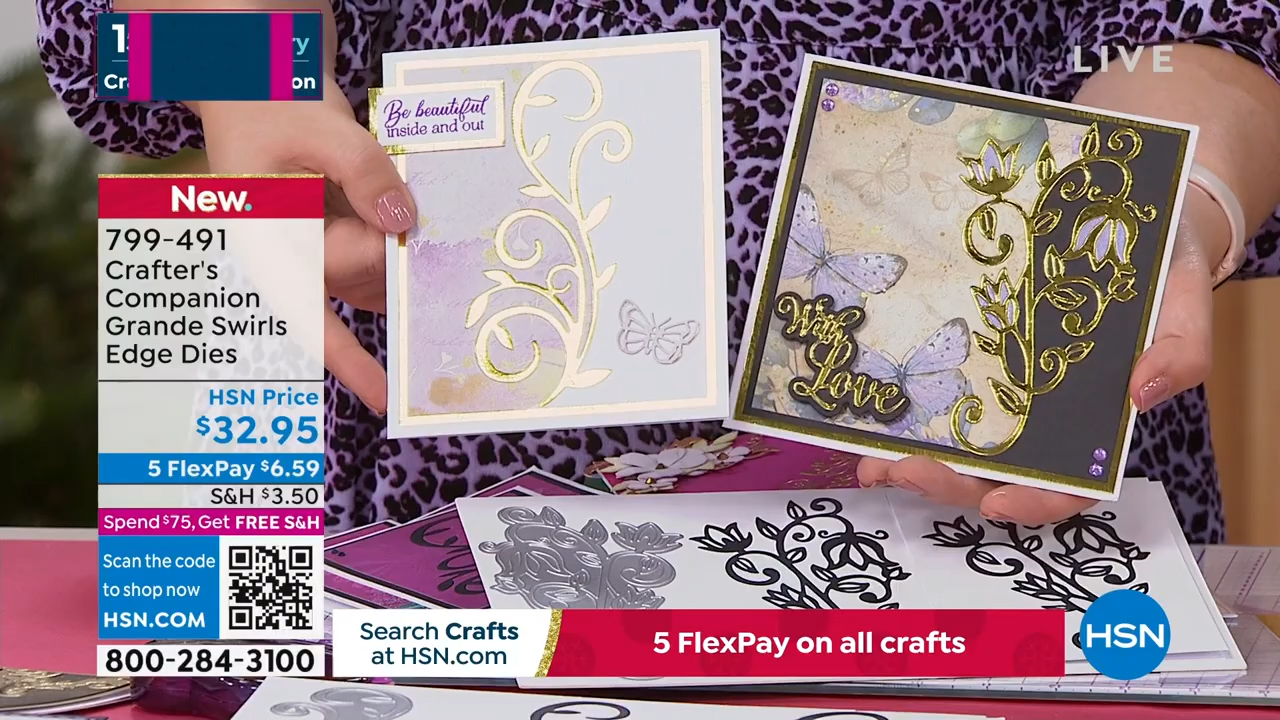 LIVE
Be beautiful
inside and out
With
Love
New.
799-491
Crafter's
Companion
Grande Swirls
Edge Dies
HSN Price
$32.95
5 FlexPay $6.59
S&H $3.50
Spend $75, Get FREE S&H
Scan the code
to shop now
HSN.COM
800-284-3100
Search Crafts
at HSN.com
5 FlexPay on all crafts
HSN